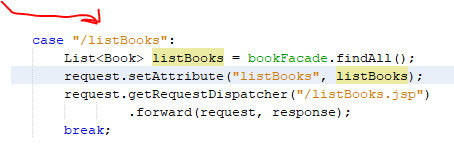 case "/listBooks":
List<Book> listBooks = bookFacade.findAll();
request.setAttribute("listBooks", listBooks);
request.getRequestDispatcher("/listBooks.jsp")
.forward(request, response);
break;